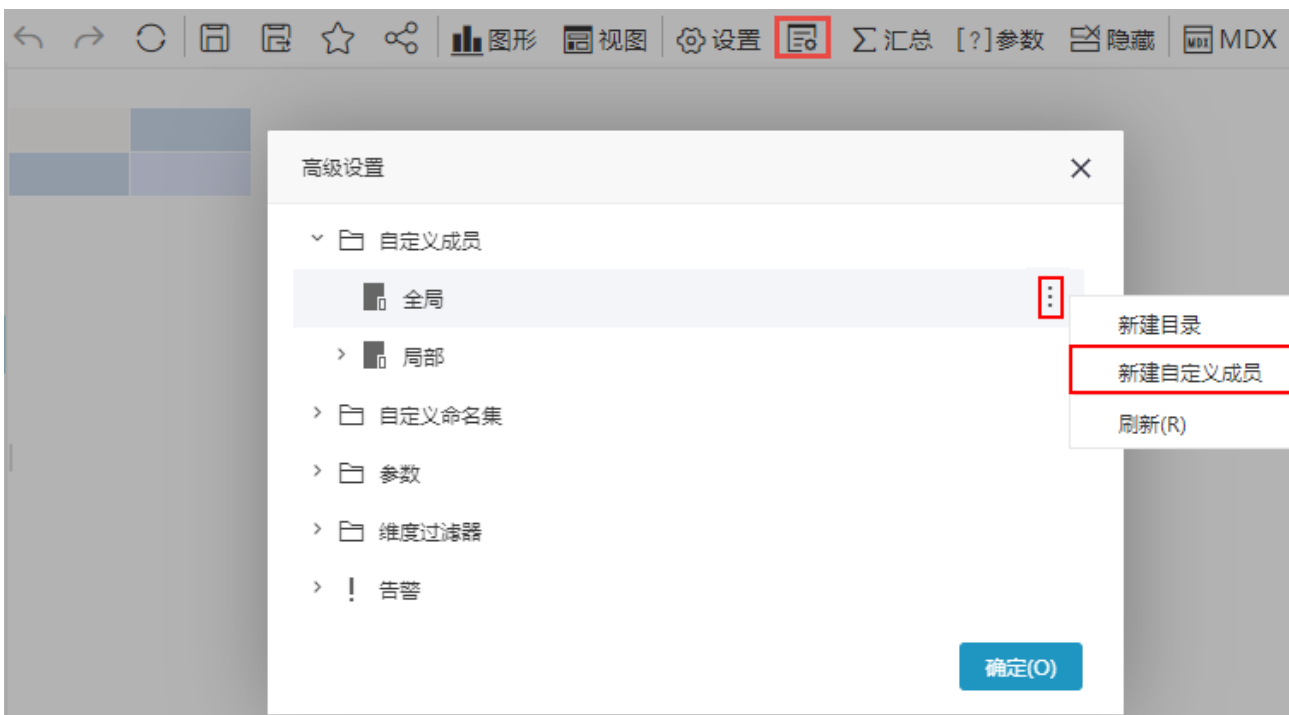 图形 视图 设置 Σ汇总 [?]参数 隐藏 MDX MDX
高级设置
自定义成员
全局
新建目录
局部
新建自定义成员
自定义命名集
刷新(R)
参数
维度过滤器
告警
确定(O)